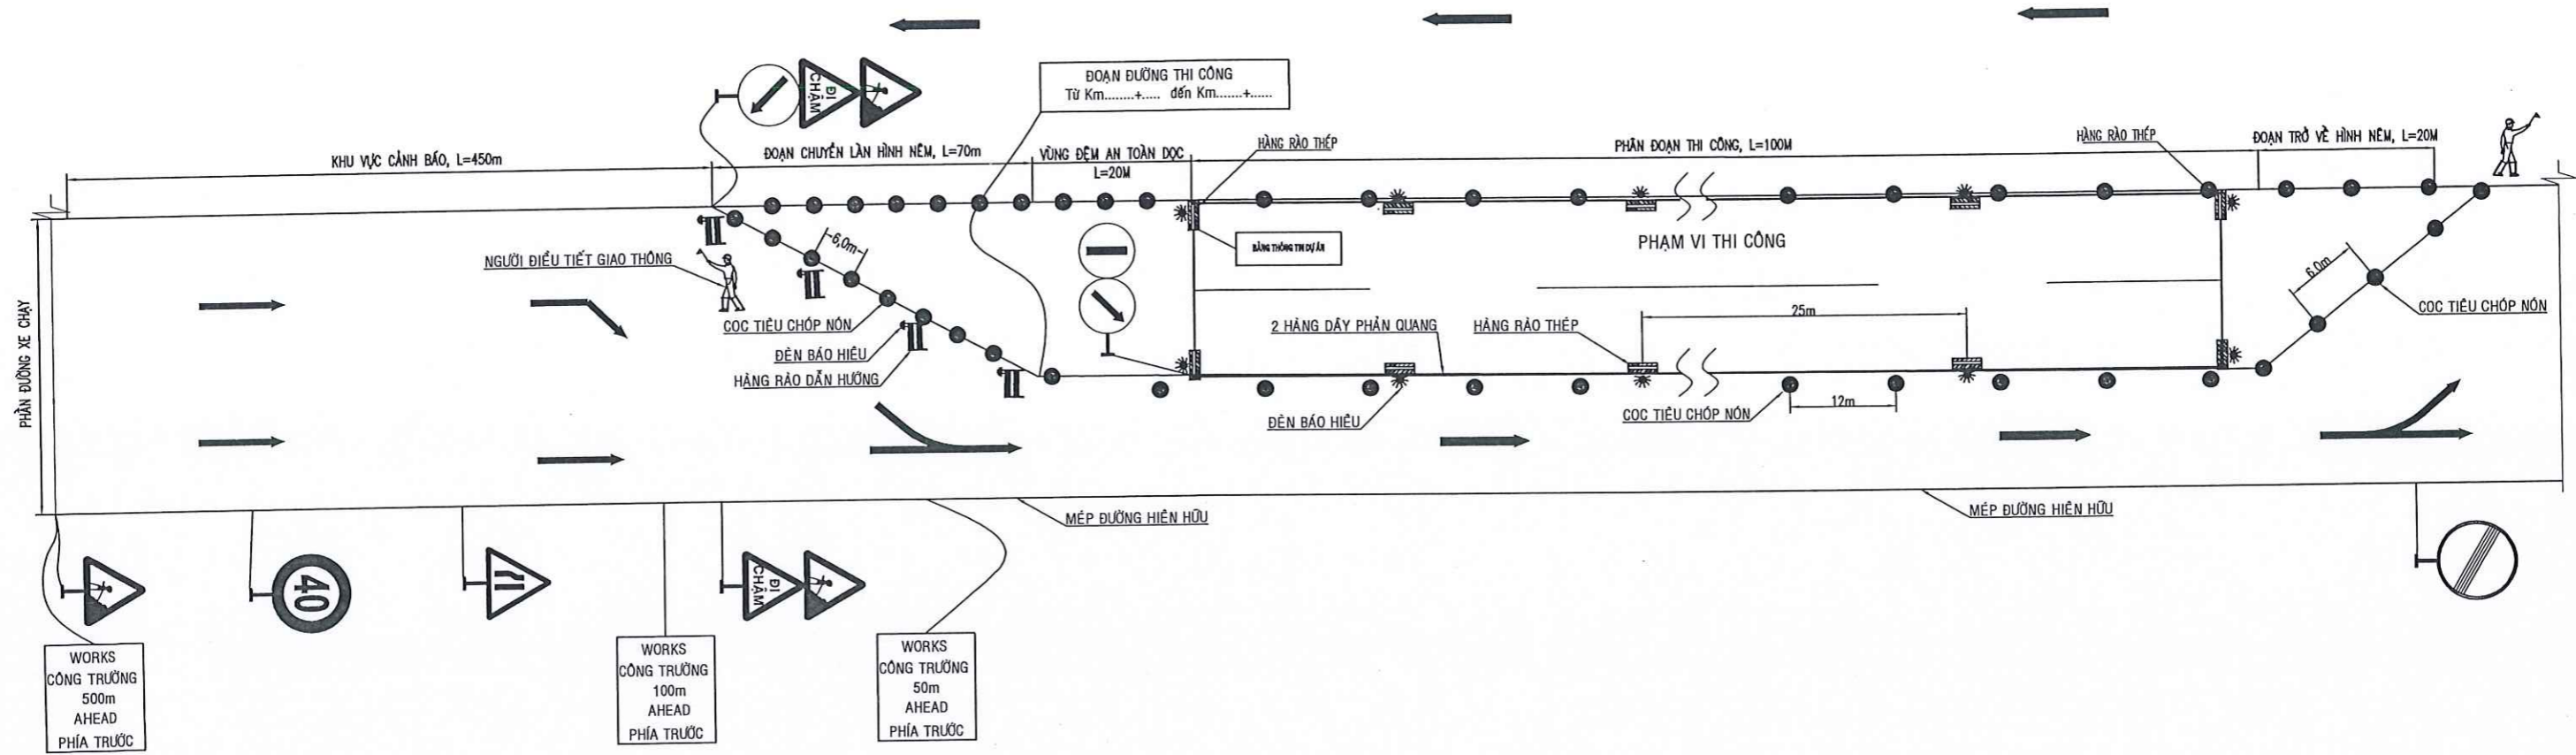 ĐOẠN ĐƯỜNG THI CÔNG
Từ Km........+..... đến Km.......+......
ĐI
CHẬM
KHU VỰC CẢNH BÁO, L=450m
ĐOẠN CHUYỂN LÀN HÌNH NÊM, L=70m
VÙNG ĐỆM AN TOÀN DỌC
L=20M
HÀNG RÀO THÉP
PHÂN ĐOẠN THI CÔNG, L=100M
HÀNG RÀO THÉP
ĐOẠN TRỞ VỀ HÌNH NÊM, L=20M
PHẦN ĐƯỜNG XE CHẠY
NGƯỜI ĐIỀU TIẾT GIAO THÔNG
6,0m
BẢNG THÔNG TIN DỰ ÁN
PHẠM VI THI CÔNG
6.0m
CỌC TIÊU CHÓP NÓN
CỌC TIÊU CHÓP NÓN
ĐÈN BÁO HIỆU
HÀNG RÀO DẪN HƯỚNG
2 HÀNG DÂY PHẢN QUANG
HÀNG RÀO THÉP
25m
ĐÈN BÁO HIỆU
CỌC TIÊU CHÓP NÓN
12m
MÉP ĐƯỜNG HIỆN HỮU
MÉP ĐƯỜNG HIỆN HỮU
40
ĐI
CHẬM
WORKS
CÔNG TRƯỜNG
500m
AHEAD
PHÍA TRƯỚC
WORKS
CÔNG TRƯỜNG
100m
AHEAD
PHÍA TRƯỚC
WORKS
CÔNG TRƯỜNG
50m
AHEAD
PHÍA TRƯỚC